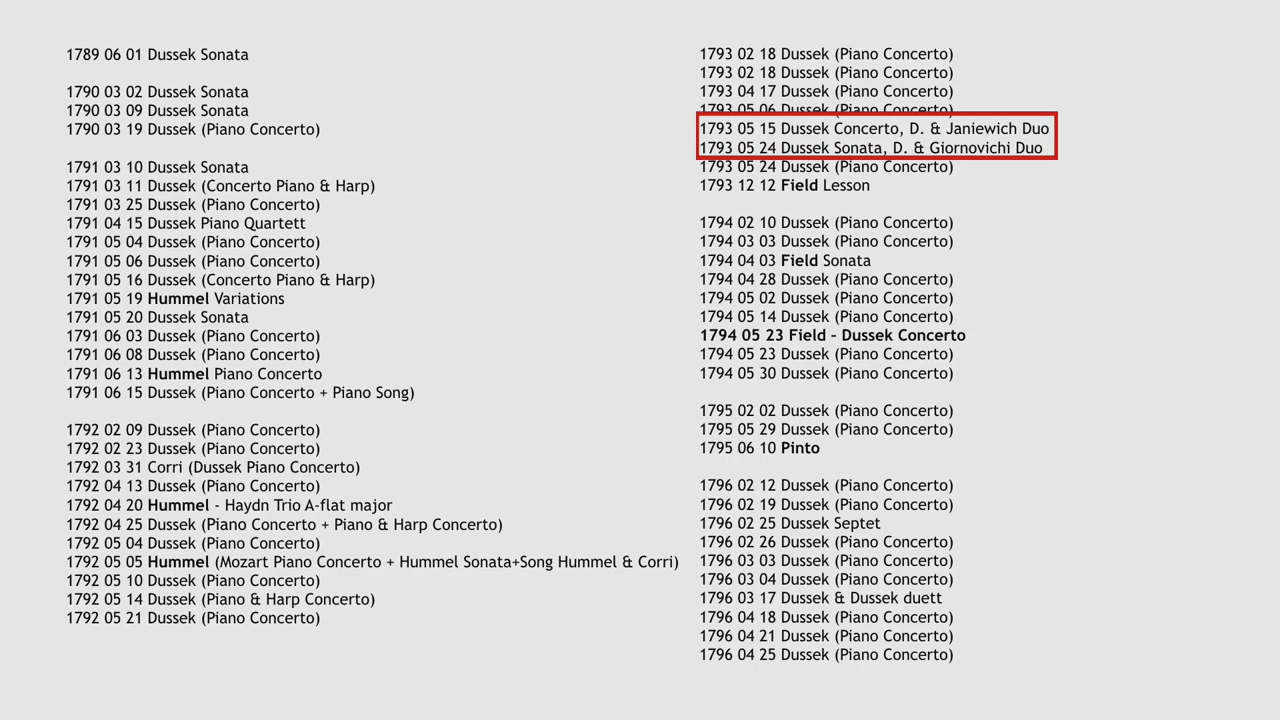 1789 06 01 Dussek Sonata
1790 03 02 Dussek Sonata
1790 03 09 Dussek Sonata
1790 03 19 Dussek (Piano Concerto)
1791 03 10 Dussek Sonata
1791 03 11 Dussek (Concerto Piano & Harp)
1791 03 25 Dussek (Piano Concerto)
1791 04 15 Dussek Piano Quartett
1791 05 04 Dussek (Piano Concerto)
1791 05 06 Dussek (Piano Concerto)
1791 05 16 Dussek (Concerto Piano & Harp)
1791 05 19 Hummel Variations
1791 05 20 Dussek Sonata
1791 06 03 Dussek (Piano Concerto)
1791 06 08 Dussek (Piano Concerto)
1791 06 13 Hummel Piano Concerto
1791 06 15 Dussek (Piano Concerto + Piano Song)
1792 02 09 Dussek (Piano Concerto)
1792 02 23 Dussek (Piano Concerto)
1792 03 31 Corri (Dussek Piano Concerto)
1792 04 13 Dussek (Piano Concerto)
1792 04 20 Hummel - Haydn Trio A-flat major
1792 04 25 Dussek (Piano Concerto + Piano & Harp Concerto)
1792 05 04 Dussek (Piano Concerto)
1792 05 05 Hummel (Mozart Piano Concerto + Hummel Sonata+Song Hummel & Corri)
1792 05 10 Dussek (Piano Concerto)
1792 05 14 Dussek (Piano & Harp Concerto)
1792 05 21 Dussek (Piano Concerto)
1793 02 18 Dussek (Piano Concerto)
1793 02 18 Dussek (Piano Concerto)
1793 04 17 Dussek (Piano Concerto)
1793 05 06 Dussek (Piano Concerto)
1793 05 15 Dussek Concerto, D. & Janiewich Duo
1793 05 24 Dussek Sonata, D. & Giornovichi Duo
1793 05 24 Dussek (Piano Concerto)
1793 12 12 Field Lesson
1794 02 10 Dussek (Piano Concerto)
1794 03 03 Dussek (Piano Concerto)
1794 04 03 Field Sonata
1794 04 28 Dussek (Piano Concerto)
1794 05 02 Dussek (Piano Concerto)
1794 05 14 Dussek (Piano Concerto)
1794 05 23 Field – Dussek Concerto
1794 05 23 Dussek (Piano Concerto)
1794 05 30 Dussek (Piano Concerto)
1795 02 02 Dussek (Piano Concerto)
1795 05 29 Dussek (Piano Concerto)
1795 06 10 Pinto
1796 02 12 Dussek (Piano Concerto)
1796 02 19 Dussek (Piano Concerto)
1796 02 25 Dussek Septet
1796 02 26 Dussek (Piano Concerto)
1796 03 03 Dussek (Piano Concerto)
1796 03 04 Dussek (Piano Concerto)
1796 03 17 Dussek & Dussek duett
1796 04 18 Dussek (Piano Concerto)
1796 04 21 Dussek (Piano Concerto)
1796 04 25 Dussek (Piano Concerto)